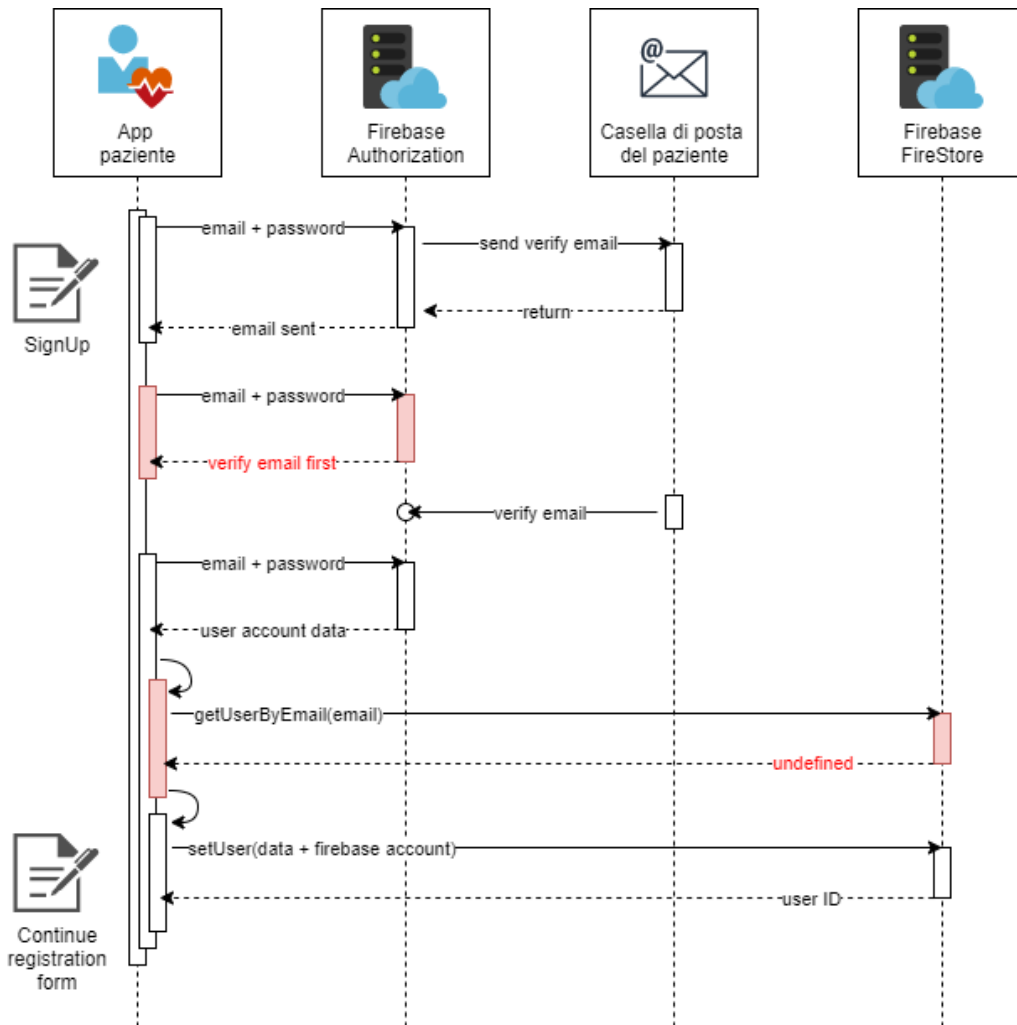 App
paziente
Firebase
Authorization
@
Casella di posta
del paziente
Firebase
FireStore
email + password
send verify email
return
email sent
SignUp
email + password
verify email first
verify email
email + password
user account data
getUserByEmail(email)
undefined
setUser(data + firebase account)
user ID
Continue
registration
form